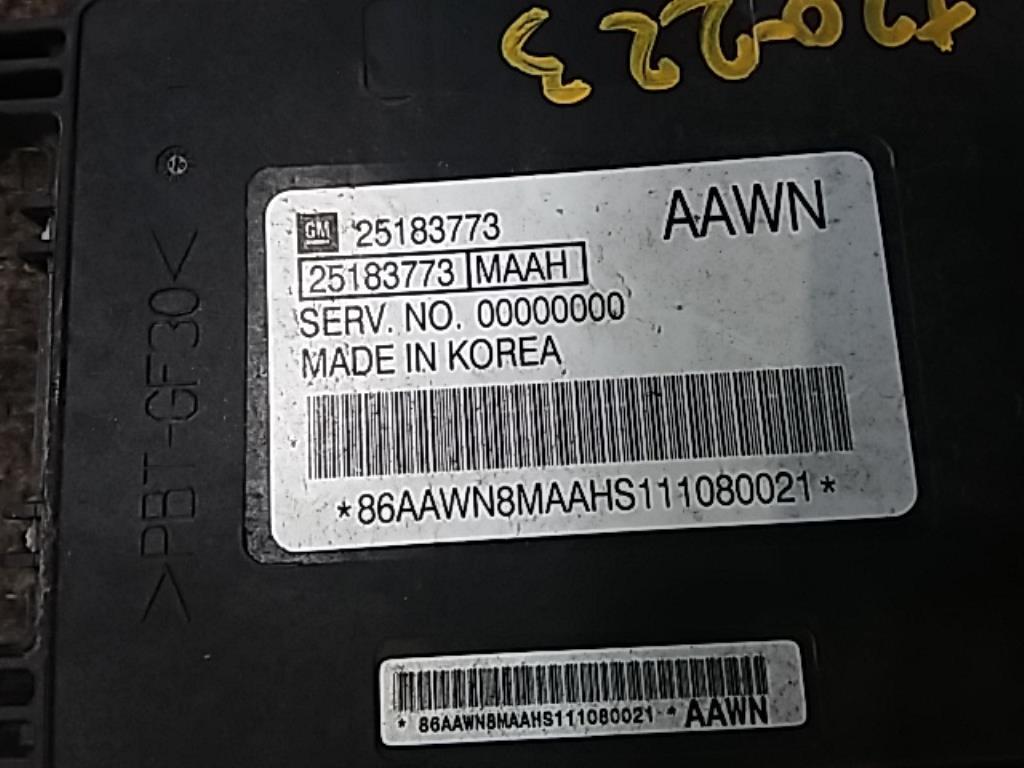 GM 25183773
AAWN
25183773 MAAH
SERV. NO. 00000000
MADE IN KOREA
*86AAWN8MAAHS111080021*
>PBT-GF30<
* 86AAWN8MAAHS111080021 * AAWN